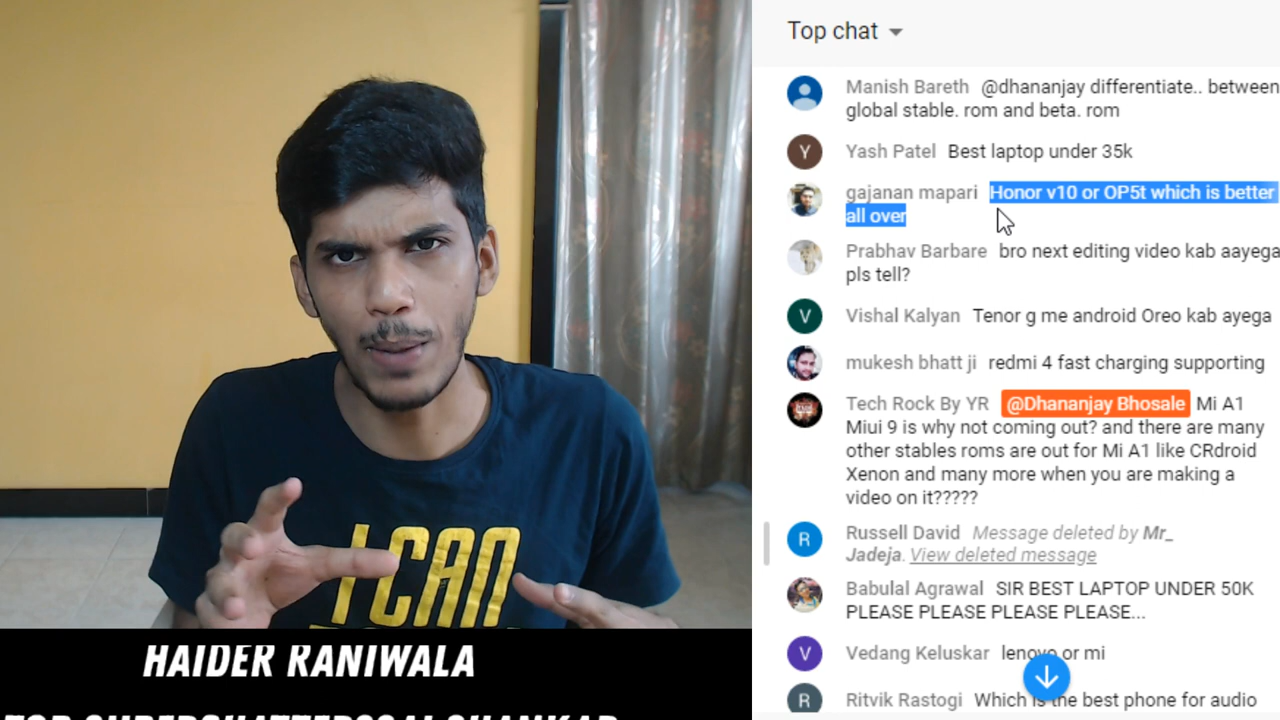 I CAN
HAIDER RANIWALA
Top chat
Manish Bareth @dhananjay differentiate.. between
global stable. rom and beta. rom
Y
Yash Patel Best laptop under 35k
gajanan mapari Honor v10 or OP5t which is better
all over
Prabhav Barbare bro next editing video kab aayega
pls tell?
V
Vishal Kalyan Tenor g me android Oreo kab ayega
mukesh bhatt ji redmi 4 fast charging supporting
Tech Rock By YR @Dhananjay Bhosale Mi A1
Miui 9 is why not coming out? and there are many
other stables roms are out for Mi A1 like CRdroid
Xenon and many more when you are making a
video on it?????
R
Russell David Message deleted by Mr_
Jadeja. View deleted message
Babulal Agrawal SIR BEST LAPTOP UNDER 50K
PLEASE PLEASE PLEASE PLEASE...
V
Vedang Keluskar lenovo or mi
R
Ritvik Rastogi Which is the best phone for audio